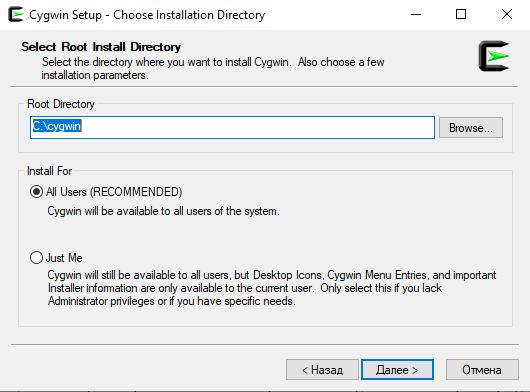 Cygwin Setup - Choose Installation Directory
Select Root Install Directory
Select the directory where you want to install Cygwin. Also choose a few
installation parameters.
Root Directory
C:\cygwin
Browse...
Install For
All Users (RECOMMENDED)
Cygwin will be available to all users of the system.
Just Me
Cygwin will still be available to all users, but Desktop Icons, Cygwin Menu Entries, and important
Installer information are only available to the current user. Only select this if you lack
Administrator privileges or if you have specific needs.
< Назад
Далее >
Отмена